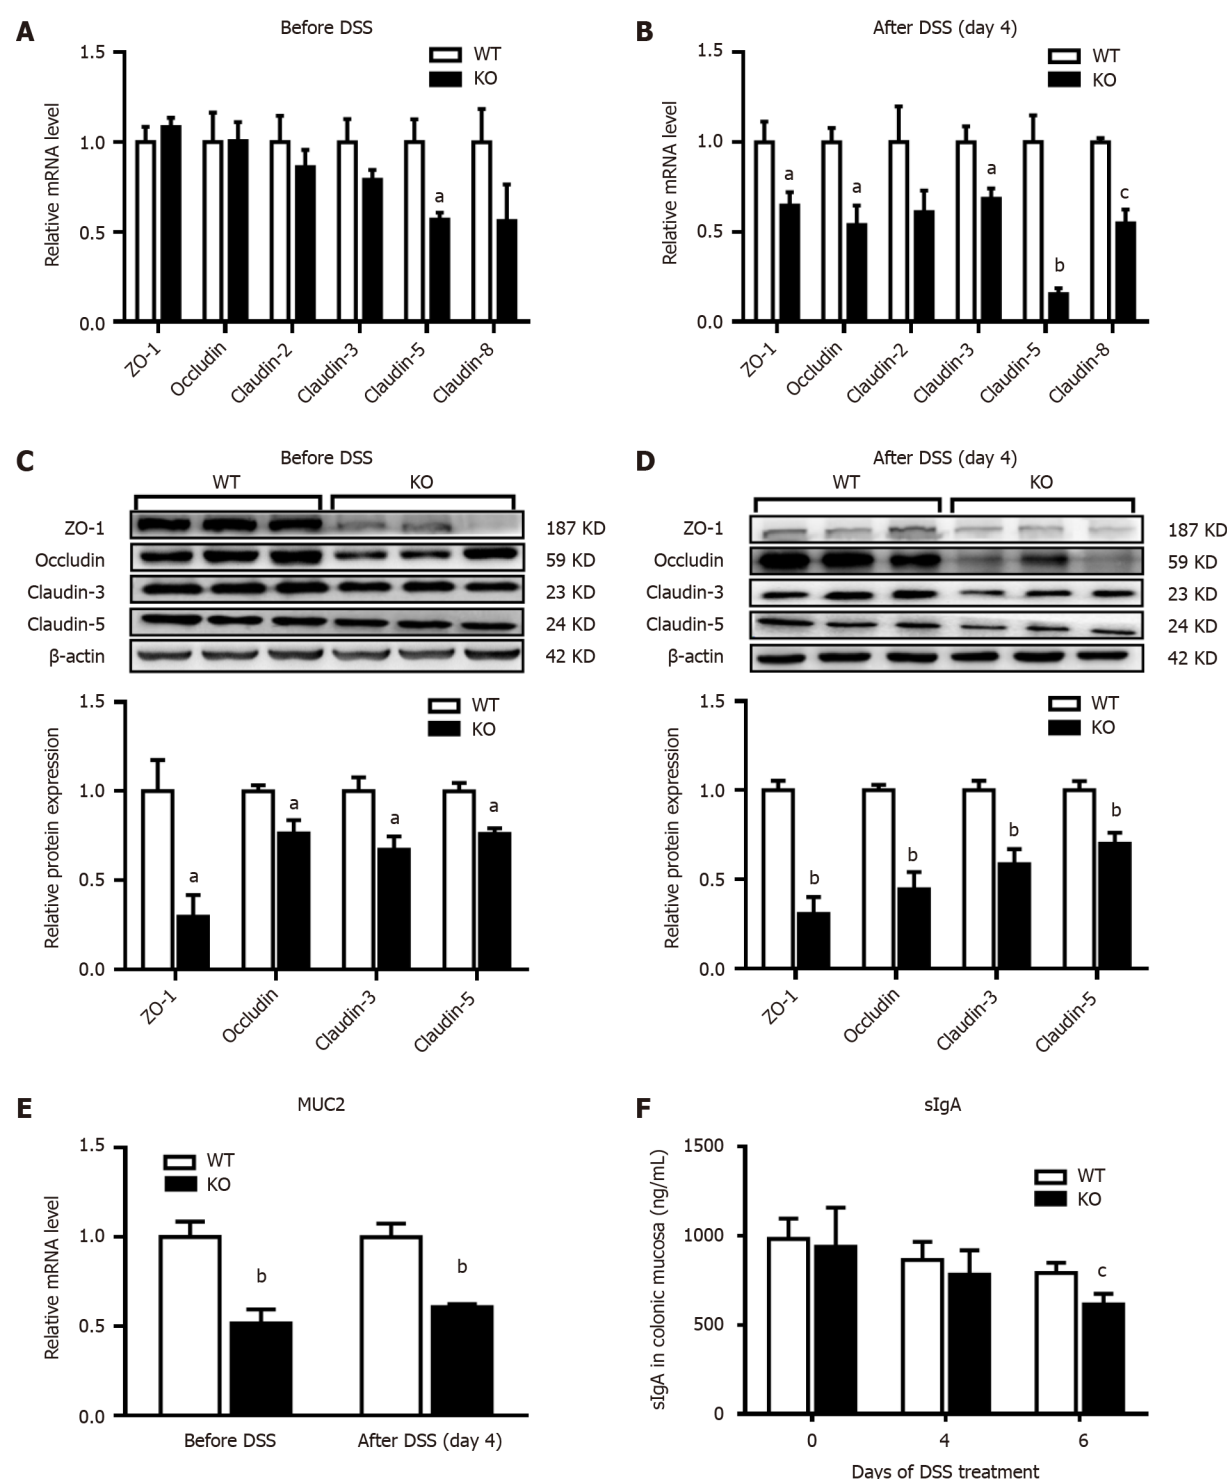 A
Before DSS
WT
KO
Relative mRNA level
1.5
1.0
0.5
0.0
a
ZO-1
Occludin
Claudin-2
Claudin-3
Claudin-5
Claudin-8
B
After DSS (day 4)
WT
KO
Relative mRNA level
1.5
1.0
0.5
0.0
a
a
a
b
c
ZO-1
Occludin
Claudin-2
Claudin-3
Claudin-5
Claudin-8
C
Before DSS
WT
KO
ZO-1
187 KD
Occludin
59 KD
Claudin-3
23 KD
Claudin-5
24 KD
β-actin
42 KD
WT
KO
Relative protein expression
1.5
1.0
0.5
0.0
a
a
a
a
ZO-1
Occludin
Claudin-3
Claudin-5
D
After DSS (day 4)
WT
KO
ZO-1
187 KD
Occludin
59 KD
Claudin-3
23 KD
Claudin-5
24 KD
β-actin
42 KD
WT
KO
Relative protein expression
1.5
1.0
0.5
0.0
b
b
b
b
ZO-1
Occludin
Claudin-3
Claudin-5
E
MUC2
WT
KO
Relative mRNA level
1.5
1.0
0.5
0.0
b
b
Before DSS
After DSS (day 4)
F
sIgA
WT
KO
sIgA in colonic mucosa (ng/mL)
1500
1000
500
0
c
0
4
6
Days of DSS treatment